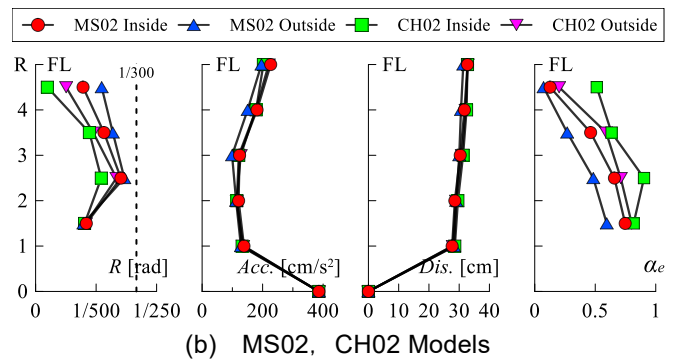 MS02 Inside MS02 Outside CH02 Inside CH02 Outside
R FL 1/300 FL FL FL
4
3
2
1
R [rad] Acc. [cm/s²] Dis. [cm] αe
0
0 1/500 1/250 0 200 400 0 20 40 0 0.5 1
(b) MS02, CH02 Models